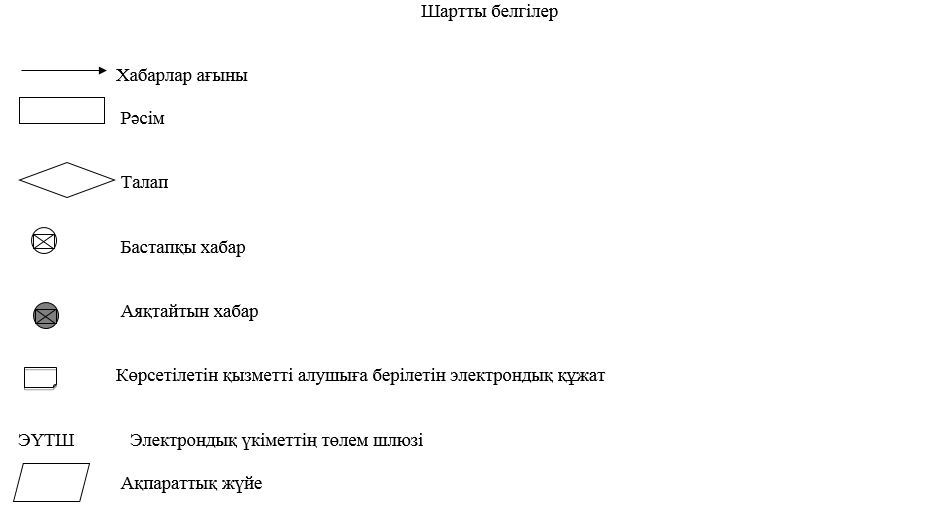 Шартты белгілер
Хабарлар ағыны
Рәсім
Талап
Бастапқы хабар
Аяқтайтын хабар
Көрсетілетін қызметті алушыға берілетін электрондық құжат
ЭҮТШ Электрондық үкіметтің төлем шлюзі
Ақпараттық жүйе